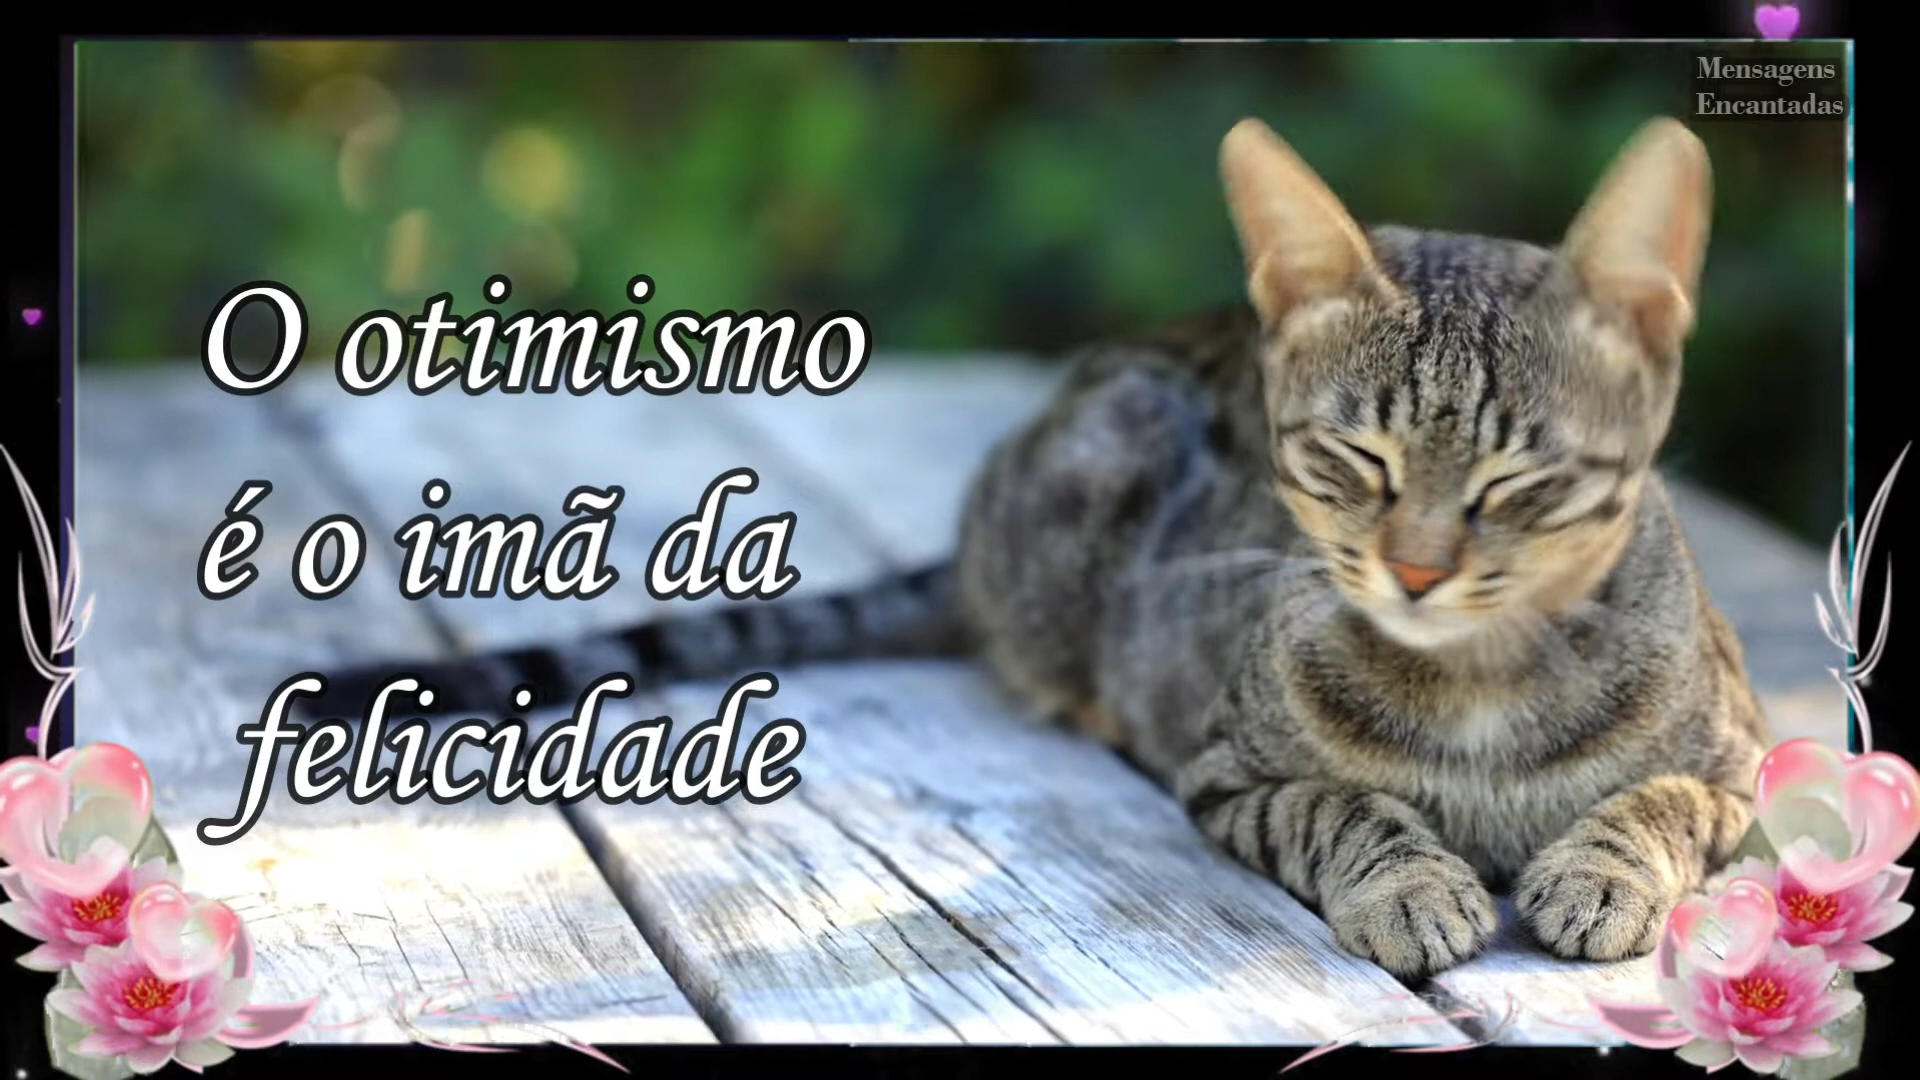 Mensagens
Encantadas
O otimismo
é o imã da
felicidade